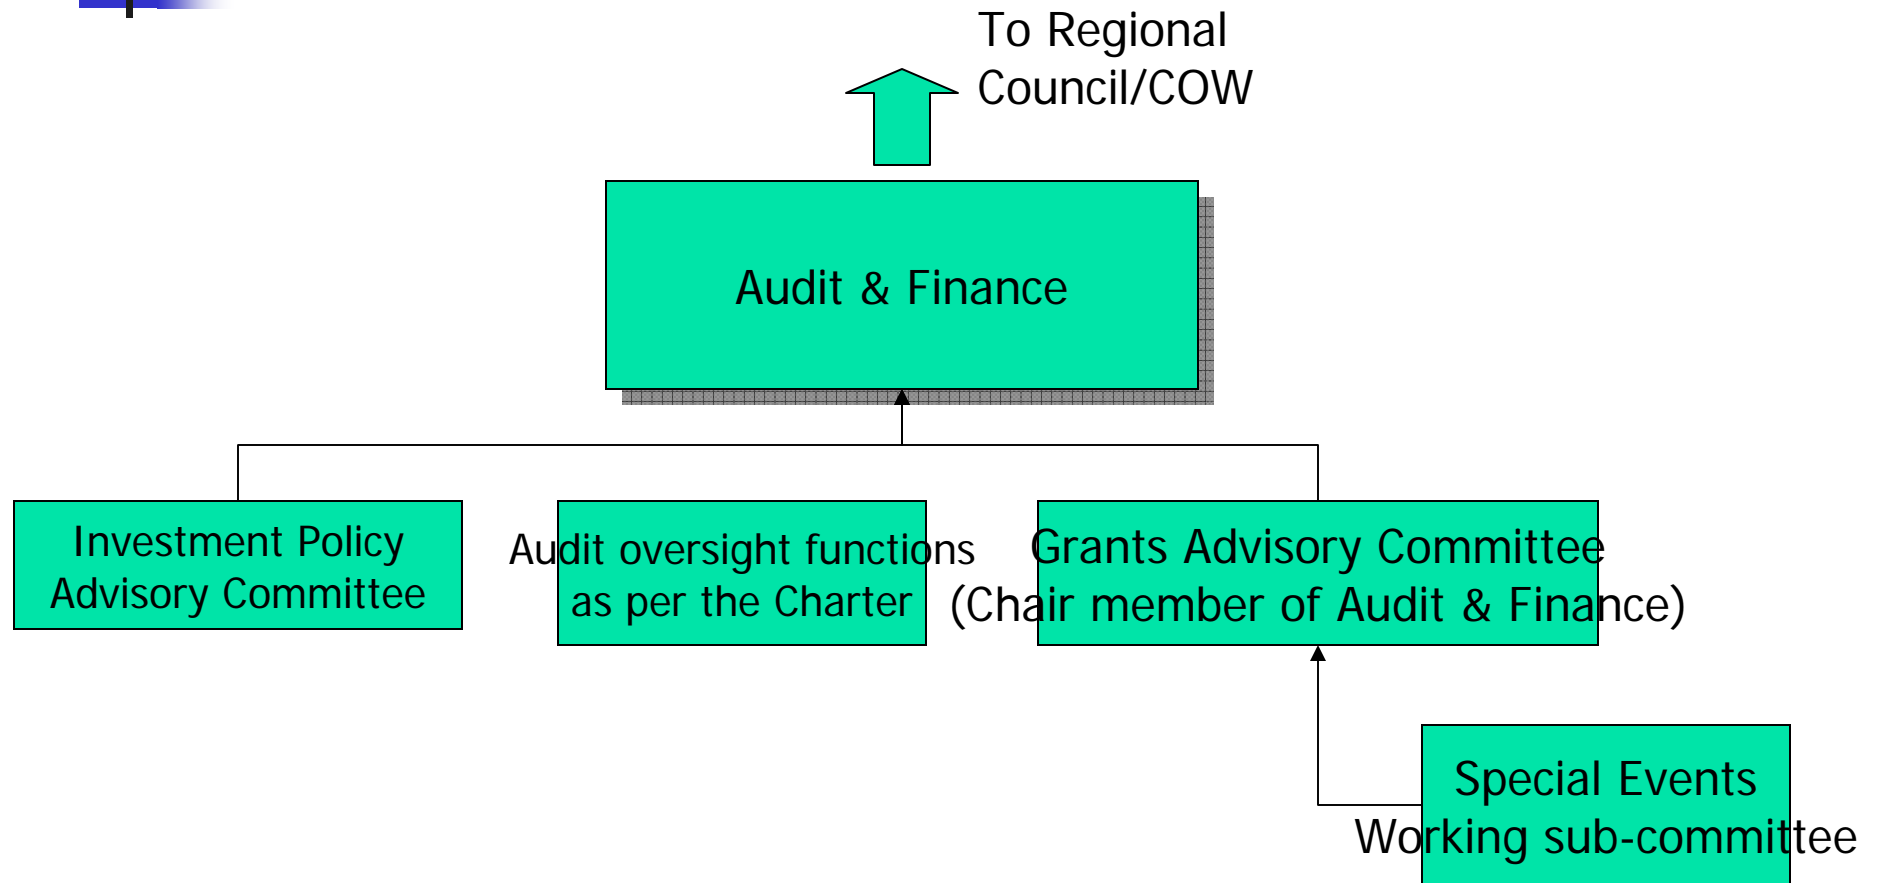 To Regional
Council/COW
Audit & Finance
Investment Policy
Advisory Committee
Audit oversight functions
as per the Charter
Grants Advisory Committee
(Chair member of Audit & Finance)
Special Events
Working sub-committee